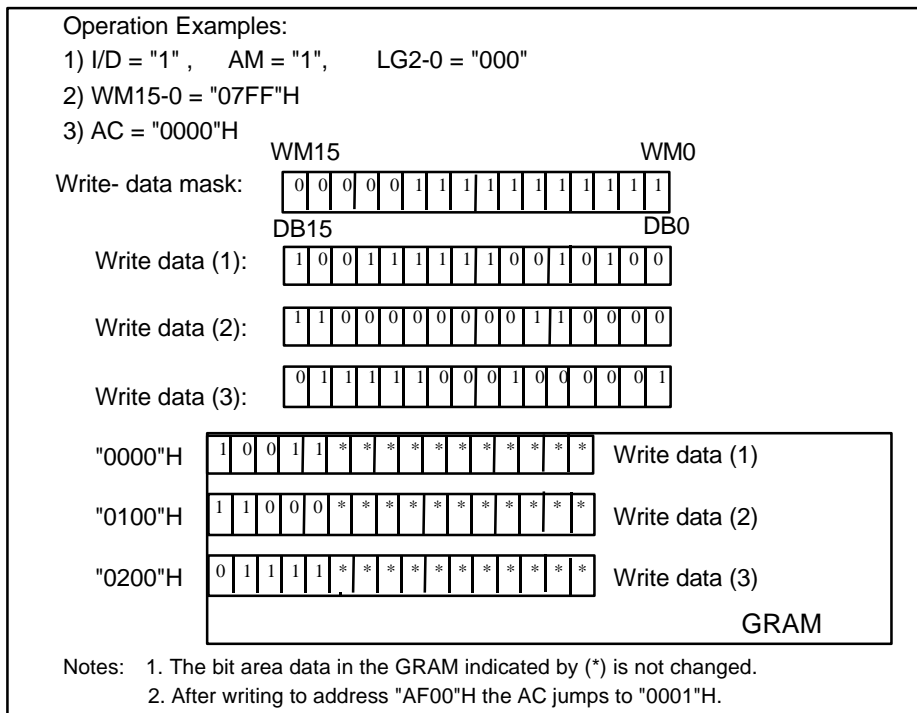 Operation Examples:
1) I/D = "1" , AM = "1", LG2-0 = "000"
2) WM15-0 = "07FF"H
3) AC = "0000"H
WM15 WM0
Write- data mask: 0 0 0 0 0 1 1 1 1 1 1 1 1 1 1 1
DB15 DB0
Write data (1): 1 0 0 1 1 1 1 1 1 0 0 1 0 1 0 0
Write data (2): 1 1 0 0 0 0 0 0 0 0 1 1 0 0 0 0
Write data (3): 0 1 1 1 1 1 0 0 0 1 0 0 0 0 0 1
"0000"H 1 0 0 1 1 * * * * * * * * * * * Write data (1)
"0100"H 1 1 0 0 0 * * * * * * * * * * * Write data (2)
"0200"H 0 1 1 1 1 * * * * * * * * * * * Write data (3)
GRAM
Notes: 1. The bit area data in the GRAM indicated by (*) is not changed.
2. After writing to address "AF00"H the AC jumps to "0001"H.